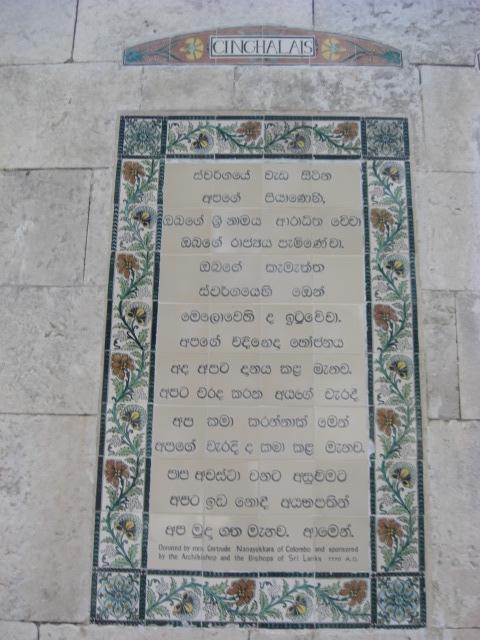 CINGHALAIS
ස්වර්ගයේ වැඩ සිටින
අපගේ පියාණෙනි,
ඔබගේ ශ්‍රී නාමය ආරාධිත වේවා
ඔබගේ රාජ්‍යය පැමිණේවා.
ඔබගේ කැමැත්ත
ස්වර්ගයෙහි මෙන්
මෙලොවෙහි ද ඉටුවේවා.
අපගේ චදිනෙද භෝජනය
අද අපට දානය කළ මැනව.
අපට වරද කරන අයගේ වැරදි
අප කමා කරන්නාක් මෙන්
අපගේ වැරදි ද කමා කළ මැනව.
පාප අවස්ථා වනට අසුවීමට
අපට ඉඩ නොදී
අප මුදා ගත මැනව. ආමෙන්.
Donated by mrs. Gertrude Nanayakkara of Colombo and sponsored
by the Archibishop and the Bishops of Sri Lanka A.D.